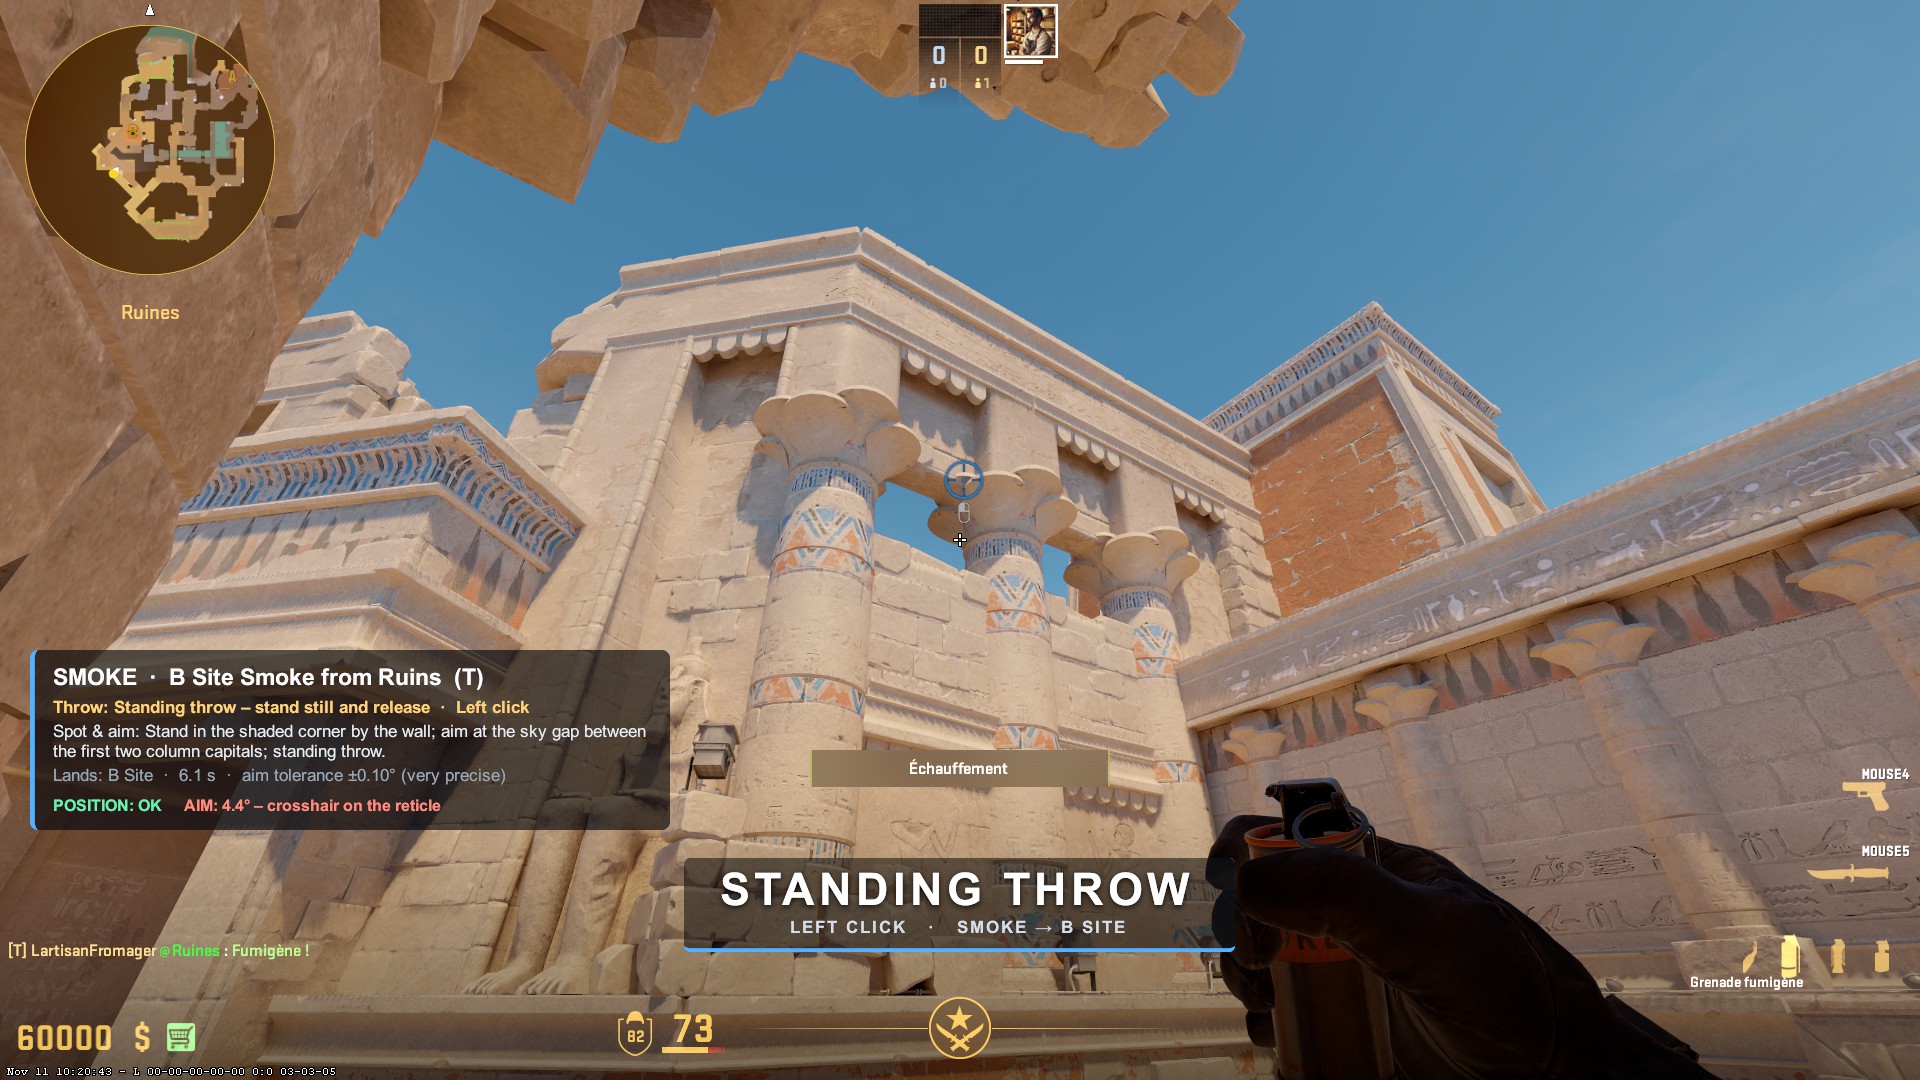 0 0
0 1
A
B
Ruines
SMOKE · B Site Smoke from Ruins (T)
Throw: Standing throw – stand still and release · Left click
Spot & aim: Stand in the shaded corner by the wall; aim at the sky gap between
the first two column capitals; standing throw.
Lands: B Site · 6.1 s · aim tolerance ±0.10° (very precise)
POSITION: OK AIM: 4.4° – crosshair on the reticle
Échauffement
MOUSE4
MOUSE5
STANDING THROW
LEFT CLICK · SMOKE → B SITE
[T] LartisanFromager@Ruines : Fumigène !
Grenade fumigène
60000 $
82 73
Nov 11 10:20:43 - L 00-00-00-00-00 0:0 03-03-05